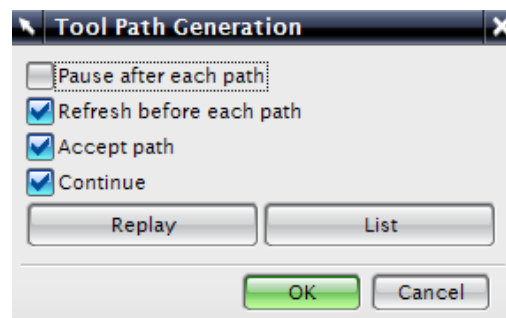 Tool Path Generation
Pause after each path
Refresh before each path
Accept path
Continue
Replay List
OK Cancel